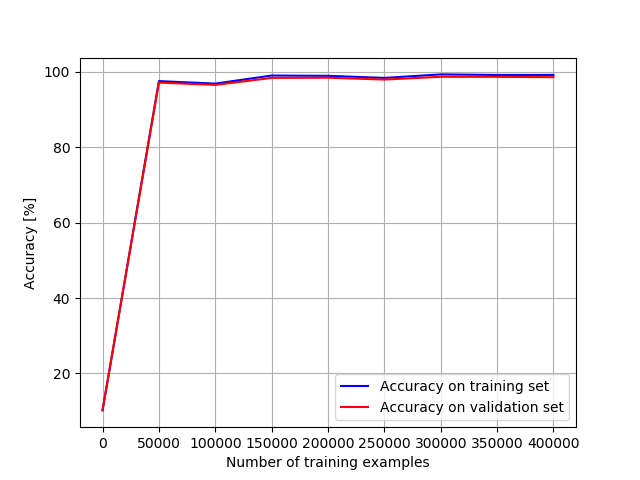 100
80
60
40
20
Accuracy [%]
Accuracy on training set
Accuracy on validation set
0 50000 100000 150000 200000 250000 300000 350000 400000
Number of training examples